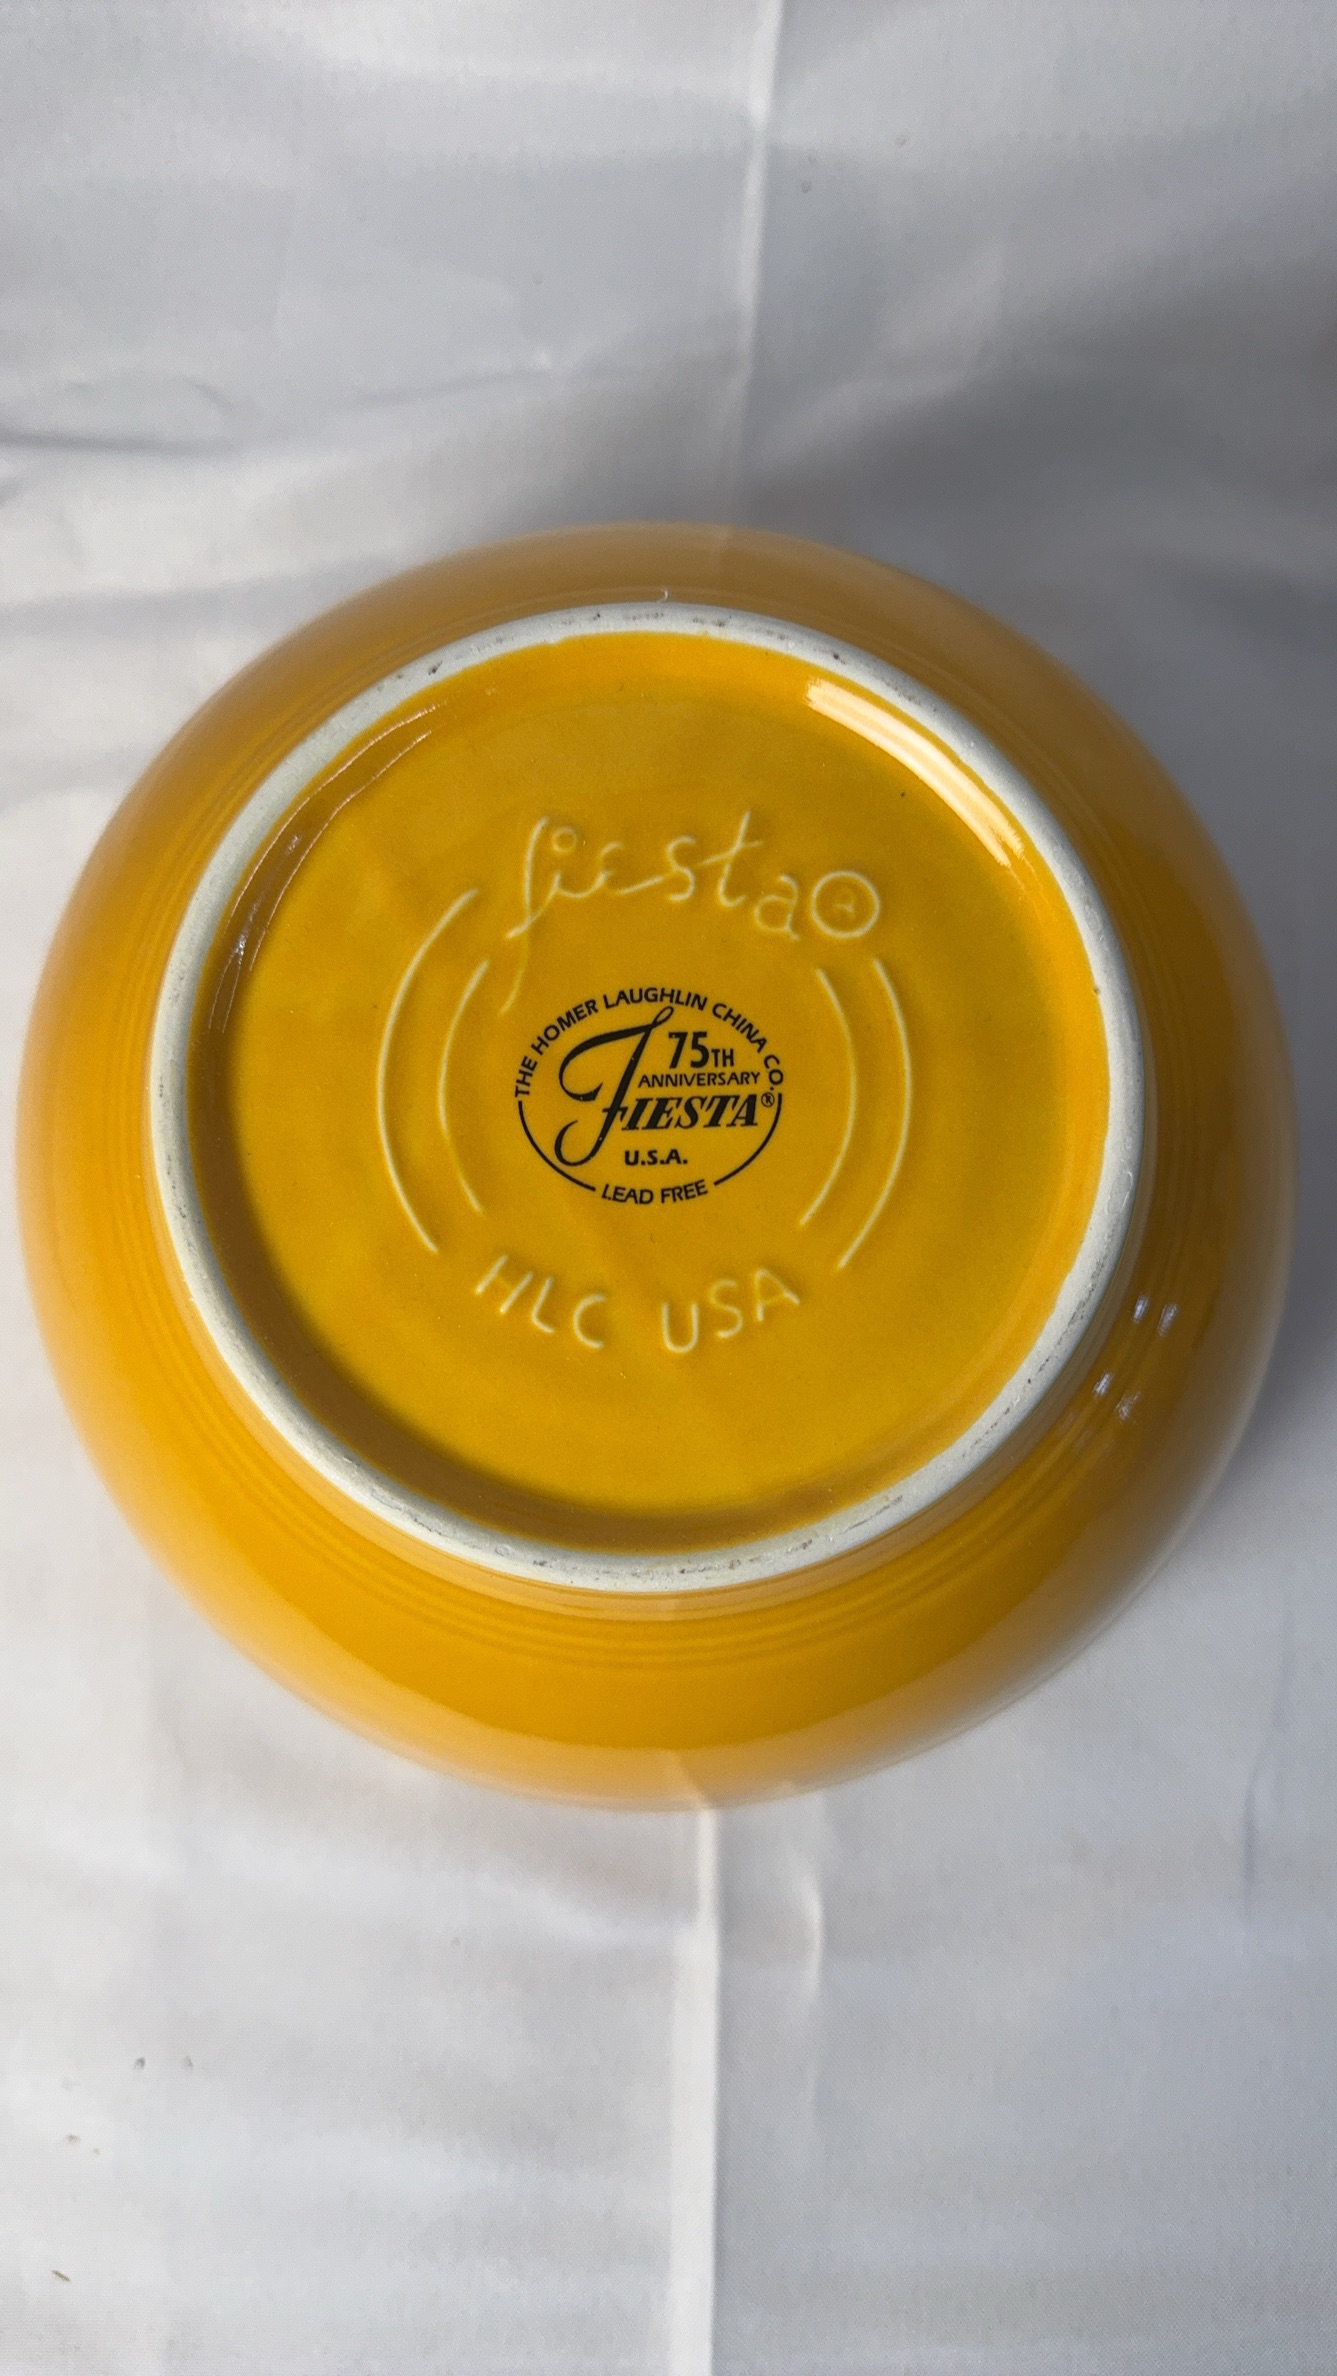 fiesta®
THE HOMER LAUGHLIN CHINA CO.
75TH
ANNIVERSARY
FIESTA®
U.S.A.
LEAD FREE
HLC USA